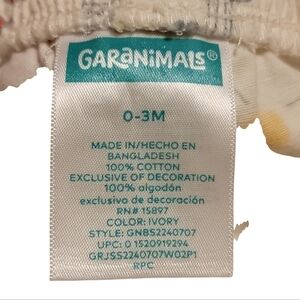 GARANIMALS®
0-3M
MADE IN/HECHO EN
BANGLADESH
100% COTTON
EXCLUSIVE OF DECORATION
100% algodón
exclusivo de decoración
RN# 15897
COLOR: IVORY
STYLE: GNBS2240707
UPC: 0 1520919294
GRJSS2240707W02P1
RPC